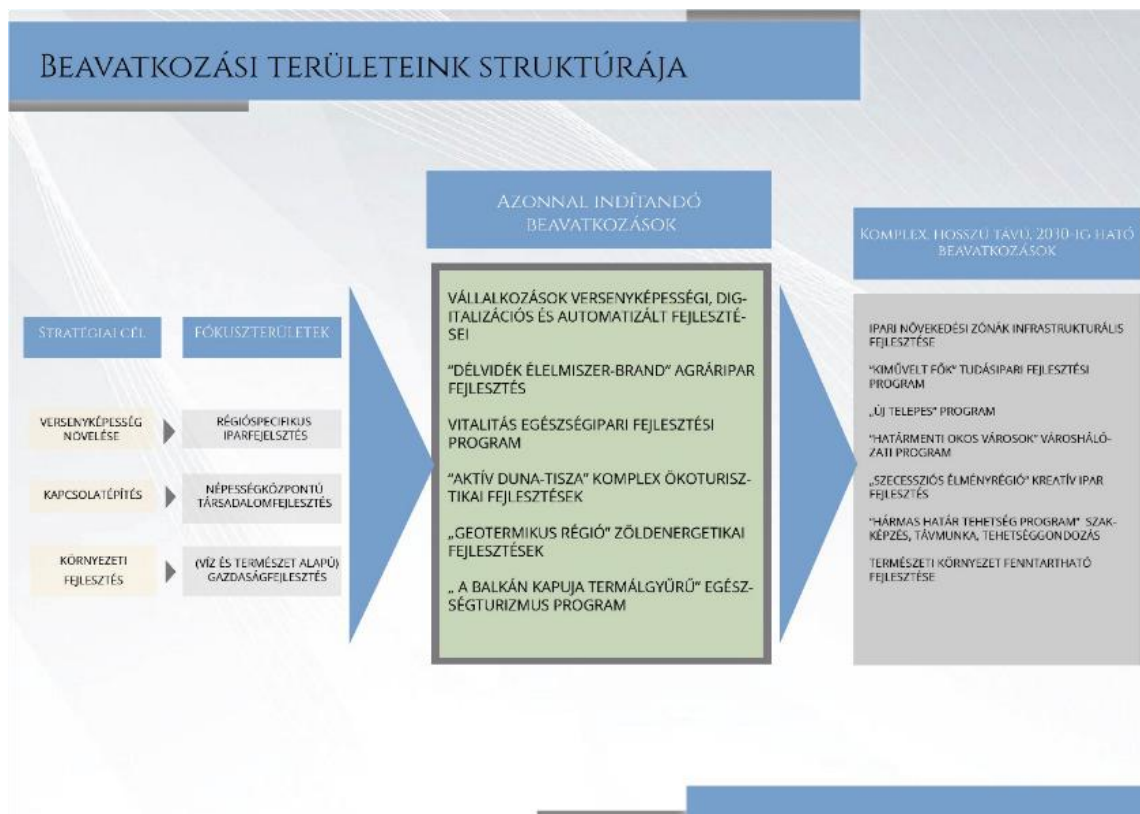 BEAVATKOZÁSI TERÜLETEINK STRUKTÚRÁJA
STRATÉGIAI CÉL
FÓKUSZTERÜLETEK
VERSENYKÉPESSÉG
NÖVELÉSE
RÉGIÓSPECIFIKUS
IPARFEJELSZTÉS
KAPCSOLATÉPÍTÉS
NÉPESSÉGKÖZPONTÚ
TÁRSADALOMFEJLESZTÉS
KÖRNYEZETI
FEJLESZTÉS
(VÍZ ÉS TERMÉSZET ALAPÚ)
GAZDASÁGFEJLESZTÉS
AZONNAL INDÍTANDÓ
BEAVATKOZÁSOK
VÁLLALKOZÁSOK VERSENYKÉPESSÉGI, DIG-
ITALIZÁCIÓS ÉS AUTOMATIZÁLT FEJLESZTÉ-
SEI
"DÉLVIDÉK ÉLELMISZER-BRAND" AGRÁRIPAR
FEJLESZTÉS
VITALITÁS EGÉSZSÉGIPARI FEJLESZTÉSI
PROGRAM
"AKTÍV DUNA-TISZA" KOMPLEX ÖKOTURISZ-
TIKAI FEJLESZTÉSEK
„GEOTERMIKUS RÉGIÓ" ZÖLDENERGETIKAI
FEJLESZTÉSEK
„ A BALKÁN KAPUJA TERMÁLGYŰRŰ" EGÉSZ-
SÉGTURIZMUS PROGRAM
KOMPLEX, HOSSZÚ TÁVÚ, 2030-IG HATÓ
BEAVATKOZÁSOK
IPARI NÖVEKEDÉSI ZÓNÁK INFRASTRUKTURÁLIS
FEJLESZTÉSE
"KIMŰVELT FŐK" TUDÁSIPARI FEJLESZTÉSI
PROGRAM
„ÚJ TELEPES" PROGRAM
"HATÁRMENTI OKOS VÁROSOK" VÁROSHÁLÓ-
ZATI PROGRAM
„SZECESSZIÓS ÉLMÉNYRÉGIÓ" KREATÍV IPAR
FEJLESZTÉS
"HÁRMAS HATÁR TEHETSÉG PROGRAM" SZAK-
KÉPZÉS, TÁVMUNKA, TEHETSÉGGONDOZÁS
TERMÉSZETI KÖRNYEZET FENNTARTHATÓ
FEJLESZTÉSE